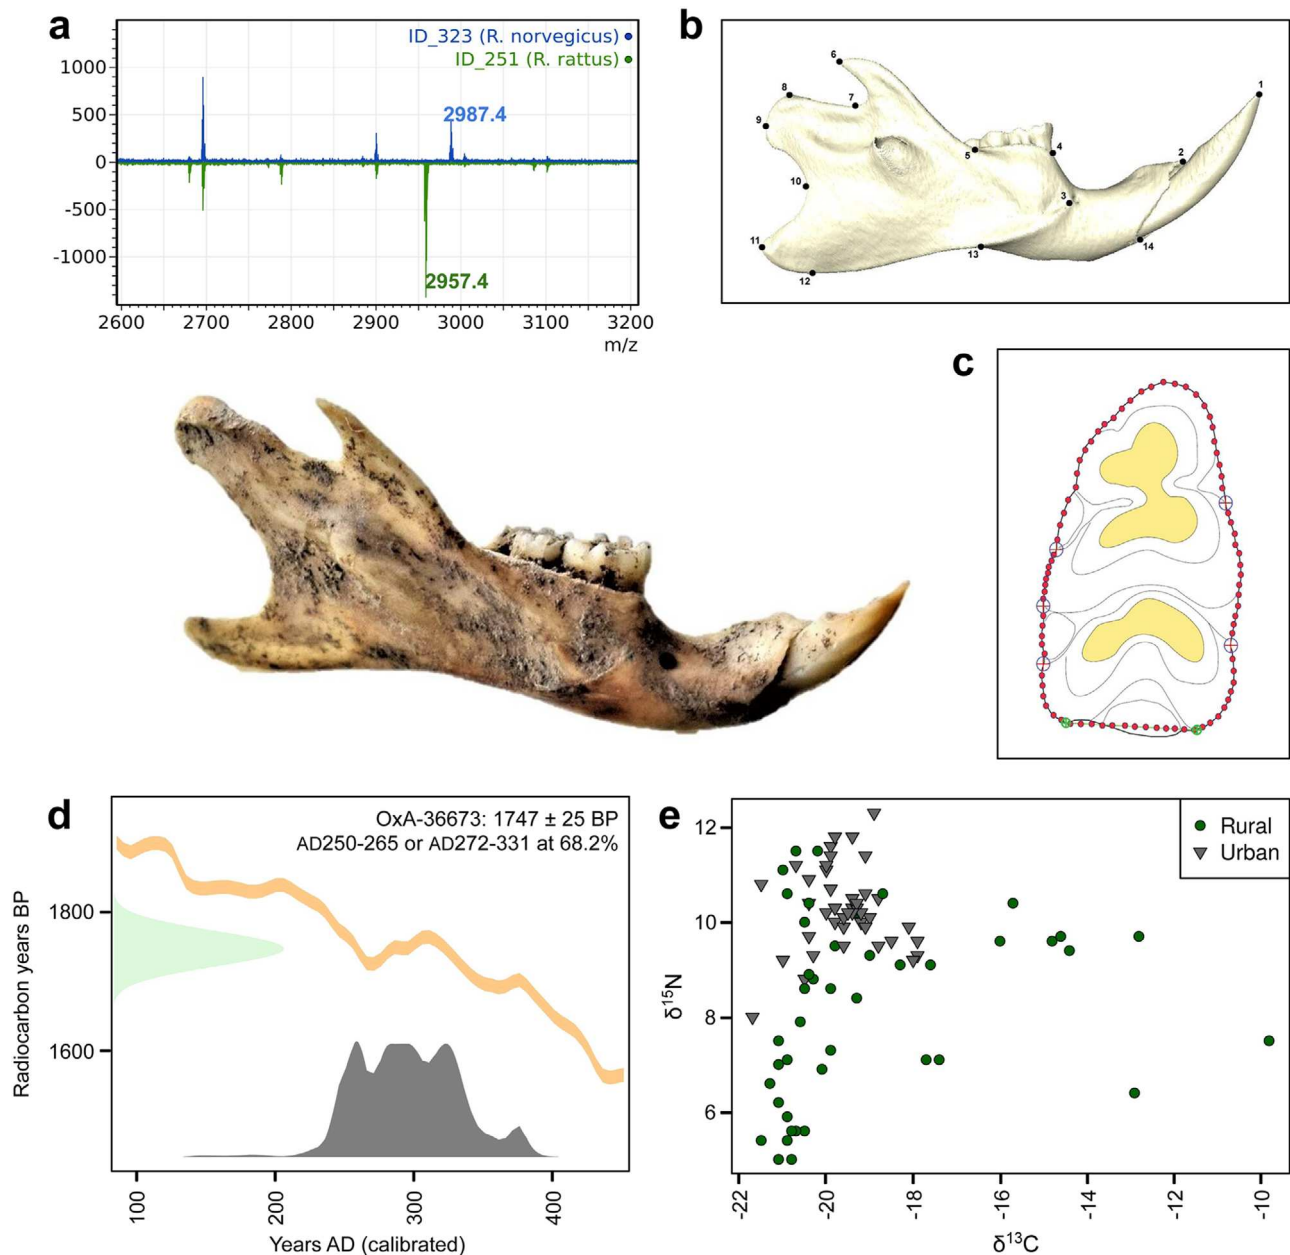 a
ID_323 (R. norvegicus)
ID_251 (R. rattus)
1000
500
0
-500
-1000
2987.4
2957.4
2600 2700 2800 2900 3000 3100 3200
m/z
b
1
2
3
4
5
6
7
8
9
10
11
12
13
14
c
d
OxA-36673: 1747 ± 25 BP
AD250-265 or AD272-331 at 68.2%
Radiocarbon years BP
1800
1600
100 200 300 400
Years AD (calibrated)
e
Rural
Urban
δ15N
12
10
8
6
-22 -20 -18 -16 -14 -12 -10
δ13C